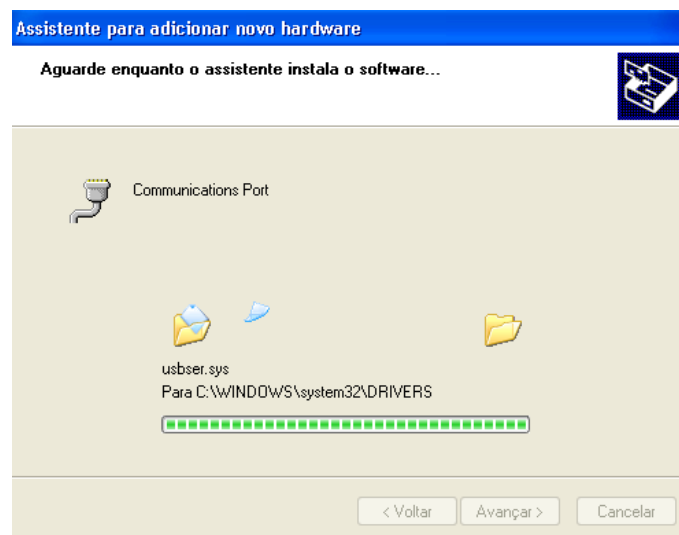 Assistente para adicionar novo hardware
Aguarde enquanto o assistente instala o software...
Communications Port
usbser.sys
Para C:\WINDOWS\system32\DRIVERS
< Voltar
Avançar >
Cancelar